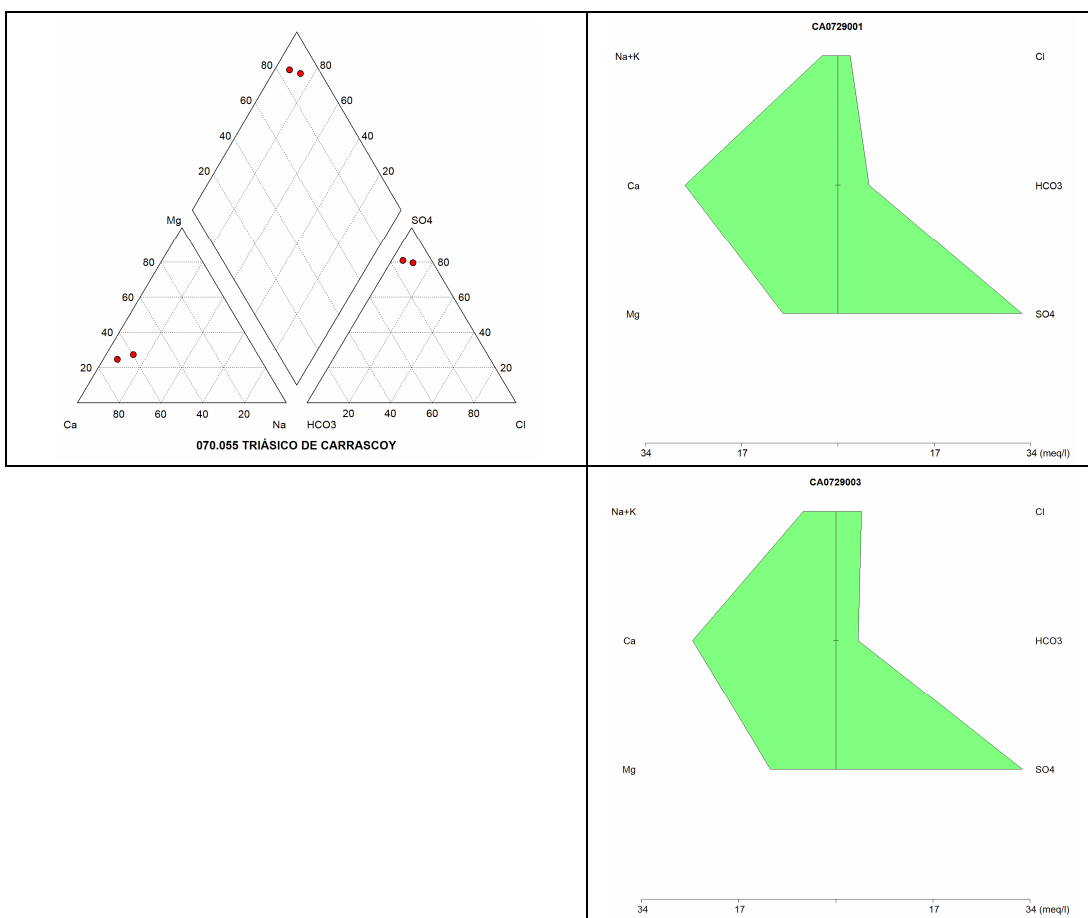 80 80
60 60
40 40
20 20
Mg SO4
80 80
60 60
40 40
20 20
80 60 40 20 20 40 60 80
Ca Na HCO3 Cl
070.055 TRIÁSICO DE CARRASCOY
CA0729001
Na+K Cl
Ca HCO3
Mg SO4
34 17 17 34 (meq/l)
CA0729003
Na+K Cl
Ca HCO3
Mg SO4
34 17 17 34 (meq/l)